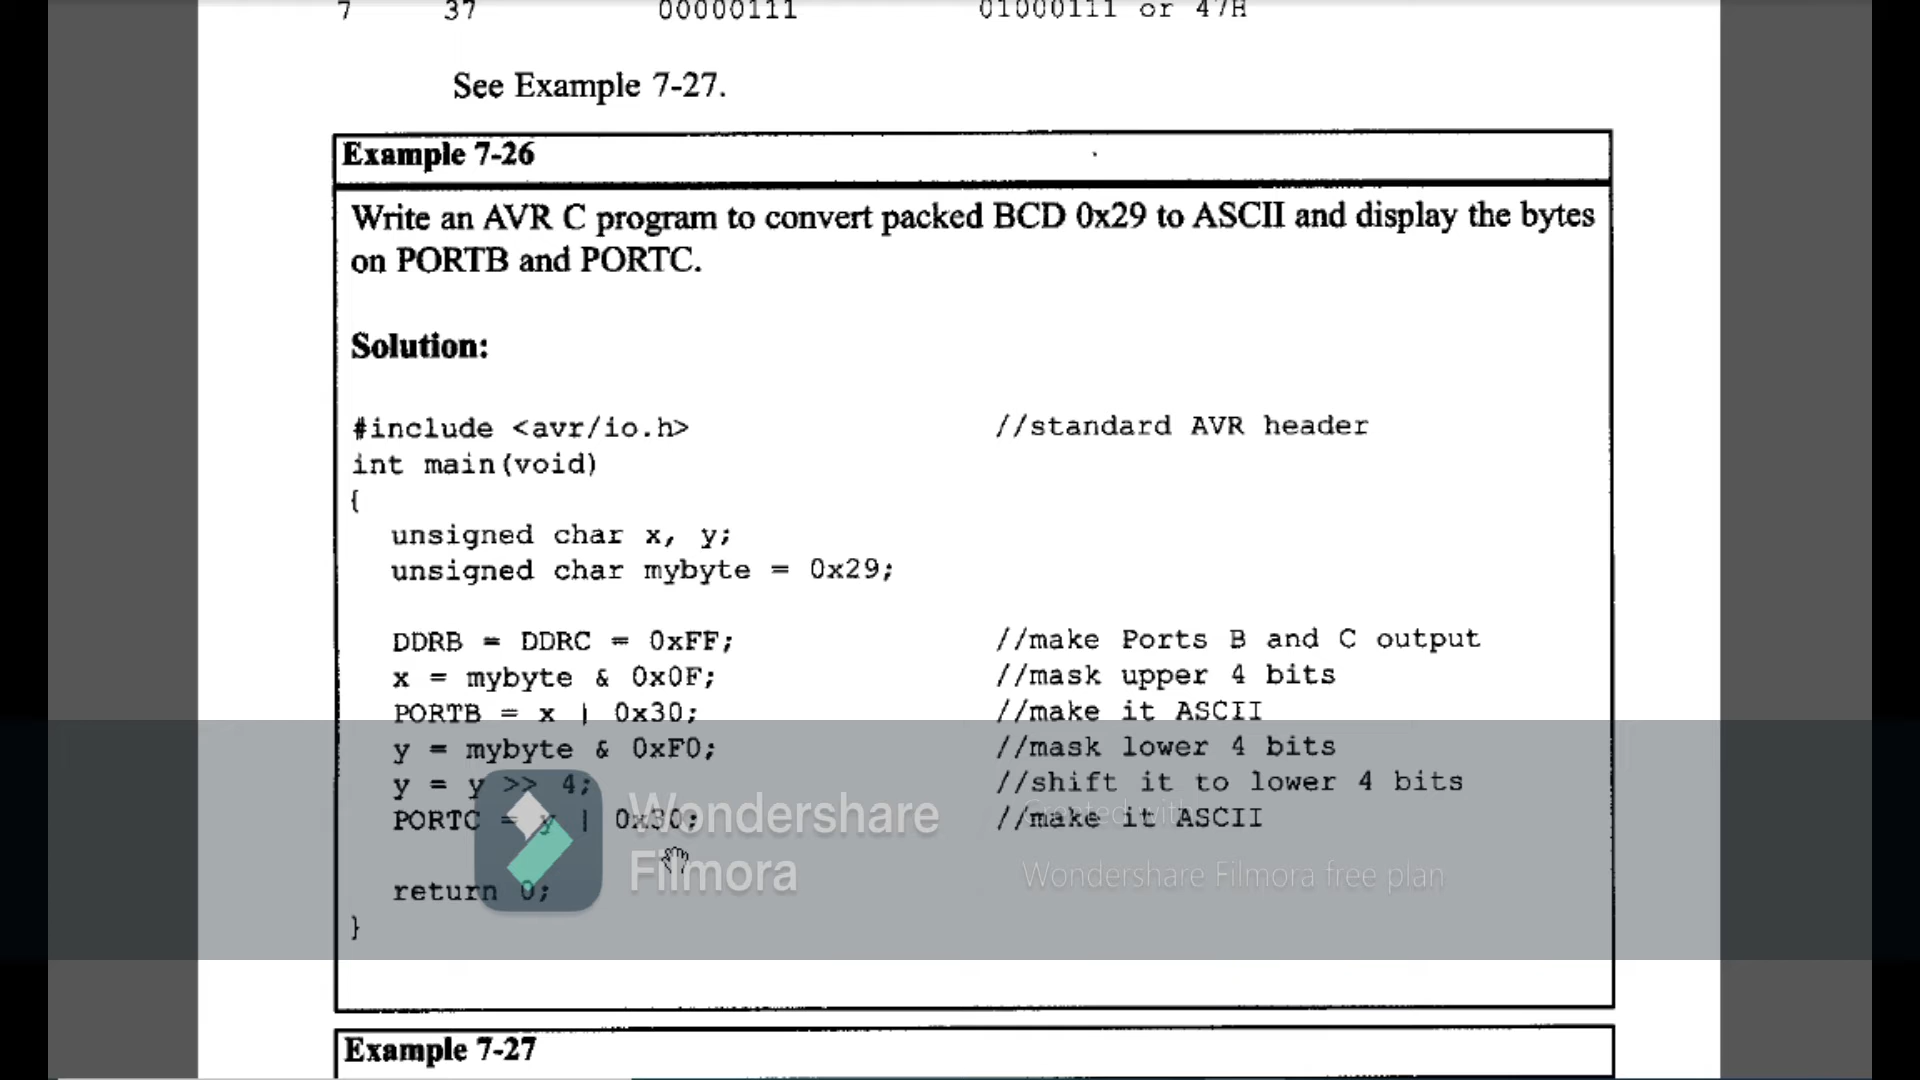 7 37 00000111 01000111 or 47H
See Example 7-27.
Example 7-26
Write an AVR C program to convert packed BCD 0x29 to ASCII and display the bytes
on PORTB and PORTC.
Solution:
#include <avr/io.h> //standard AVR header
int main(void)
{
unsigned char x, y;
unsigned char mybyte = 0x29;
DDRB = DDRC = 0xFF; //make Ports B and C output
x = mybyte & 0x0F; //mask upper 4 bits
PORTB = x | 0x30; //make it ASCII
y = mybyte & 0xF0; //mask lower 4 bits
y = y >> 4; //shift it to lower 4 bits
PORTC = y | 0x30; //make it ASCII
return 0;
}
Wondershare
Filmora
Created with
Wondershare Filmora free plan
Example 7-27